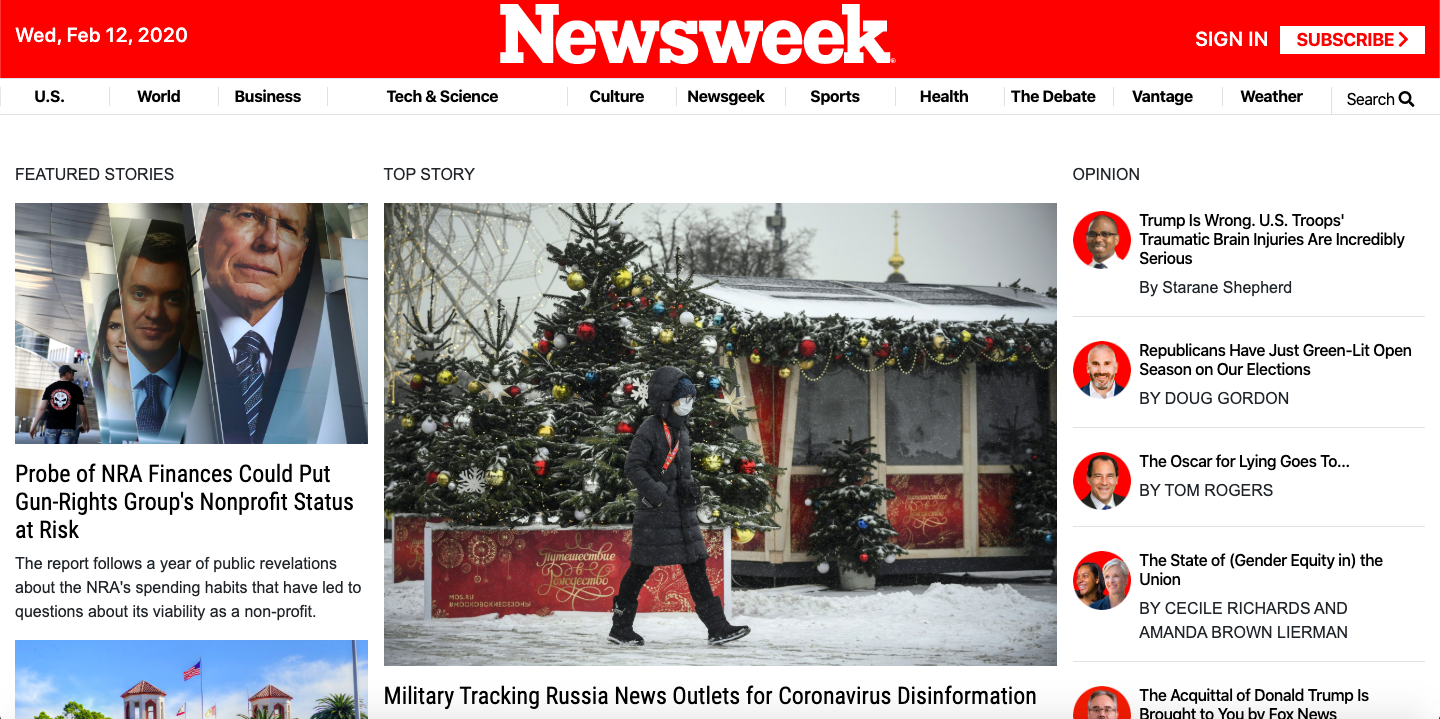 Wed, Feb 12, 2020
Newsweek
SIGN IN
SUBSCRIBE
U.S.
World
Business
Tech & Science
Culture
Newsgeek
Sports
Health
The Debate
Vantage
Weather
Search
FEATURED STORIES
Probe of NRA Finances Could Put
Gun-Rights Group's Nonprofit Status
at Risk
The report follows a year of public revelations
about the NRA's spending habits that have led to
questions about its viability as a non-profit.
TOP STORY
Путешествие
в
Рождество
MOS.RU
#МОСКОВСКИЕСЕЗОНЫ
Military Tracking Russia News Outlets for Coronavirus Disinformation
OPINION
Trump Is Wrong. U.S. Troops'
Traumatic Brain Injuries Are Incredibly
Serious
By Starane Shepherd
Republicans Have Just Green-Lit Open
Season on Our Elections
BY DOUG GORDON
The Oscar for Lying Goes To...
BY TOM ROGERS
The State of (Gender Equity in) the
Union
BY CECILE RICHARDS AND
AMANDA BROWN LIERMAN
The Acquittal of Donald Trump Is
Brought to You by Fox News